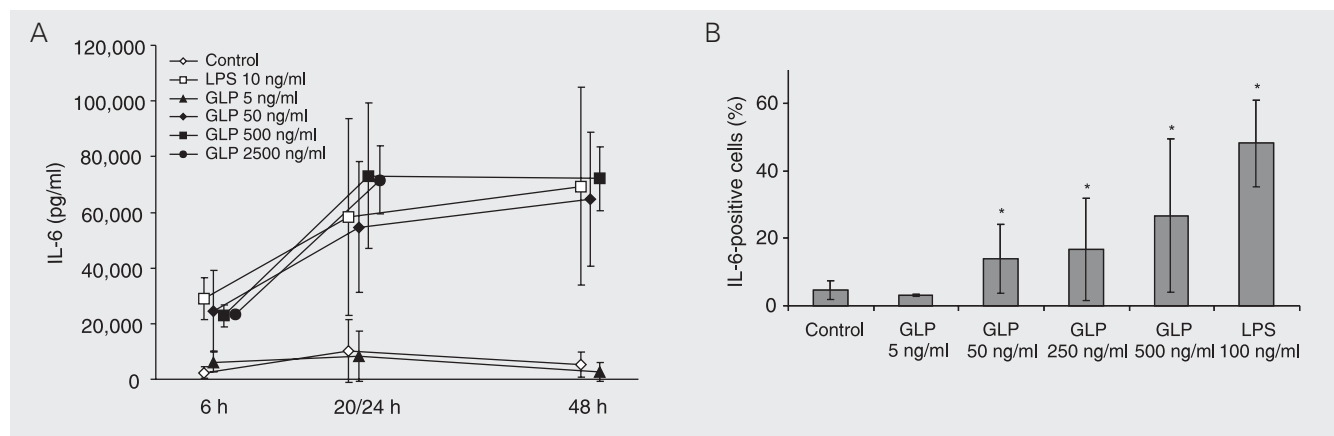 A
IL-6 (pg/ml)
120,000
100,000
80,000
60,000
40,000
20,000
0
Control
LPS 10 ng/ml
GLP 5 ng/ml
GLP 50 ng/ml
GLP 500 ng/ml
GLP 2500 ng/ml
6 h
20/24 h
48 h
B
IL-6-positive cells (%)
60
40
20
0
*
*
*
*
Control
GLP
5 ng/ml
GLP
50 ng/ml
GLP
250 ng/ml
GLP
500 ng/ml
LPS
100 ng/ml